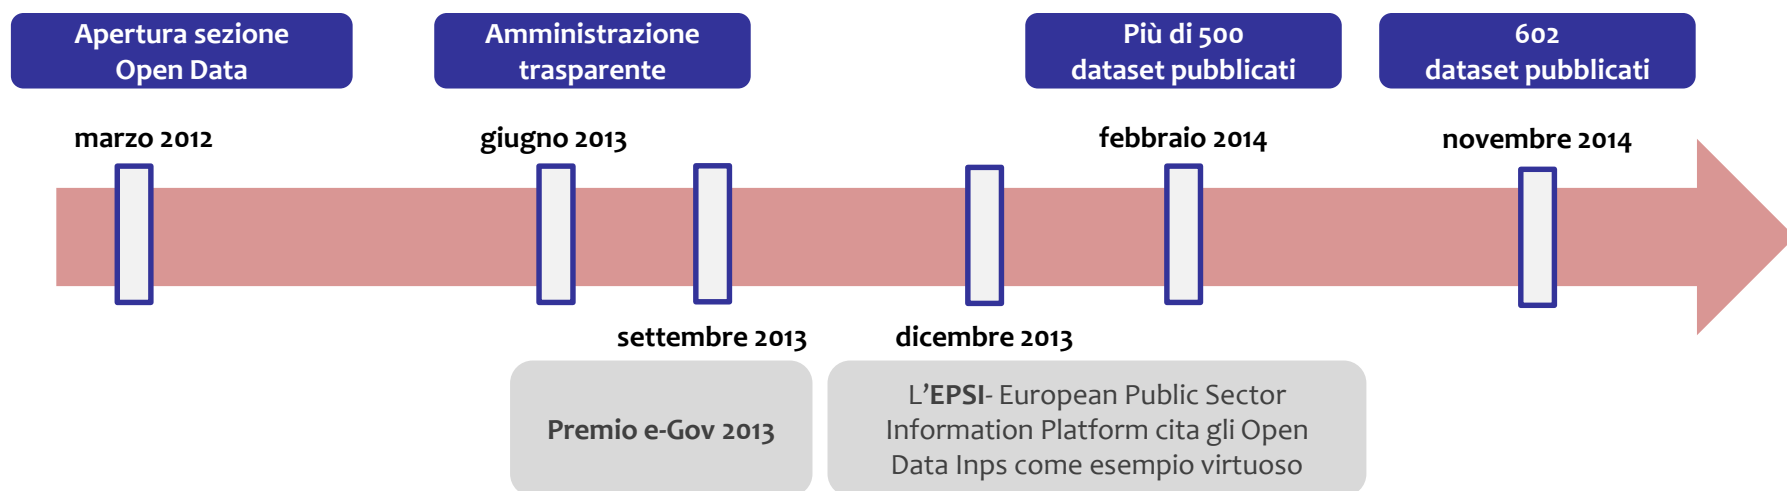 Apertura sezione
Open Data
Amministrazione
trasparente
Più di 500
dataset pubblicati
602
dataset pubblicati
marzo 2012
giugno 2013
febbraio 2014
novembre 2014
settembre 2013
dicembre 2013
Premio e-Gov 2013
L’EPSI- European Public Sector
Information Platform cita gli Open
Data Inps come esempio virtuoso